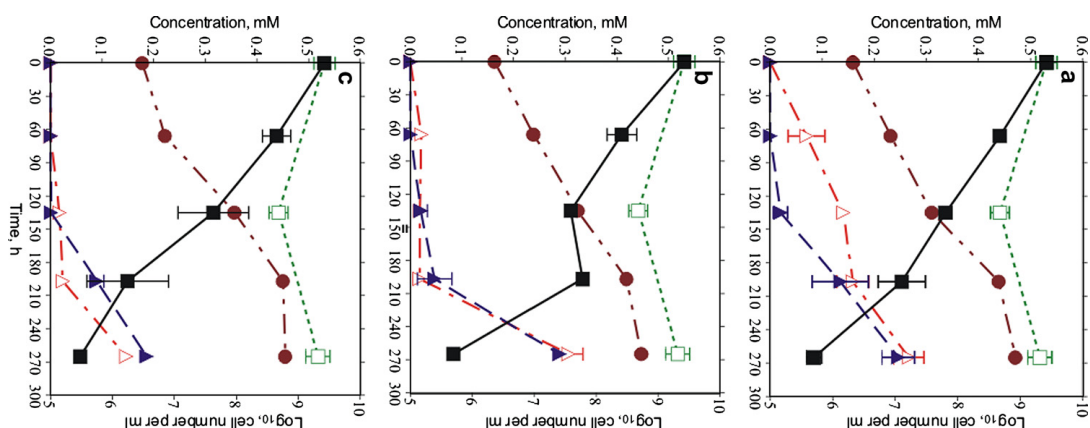 a
Concentration, mM
0.0 0.1 0.2 0.3 0.4 0.5 0.6
0 30 60 90 120 150 180 210 240 270 300
5 6 7 8 9 10
Log10, cell number per ml
b
Concentration, mM
0.0 0.1 0.2 0.3 0.4 0.5 0.6
0 30 60 90 120 150 180 210 240 270 300
5 6 7 8 9 10
Log10, cell number per ml
c
Concentration, mM
0.0 0.1 0.2 0.3 0.4 0.5 0.6
0 30 60 90 120 150 180 210 240 270 300
Time, h
5 6 7 8 9 10
Log10, cell number per ml